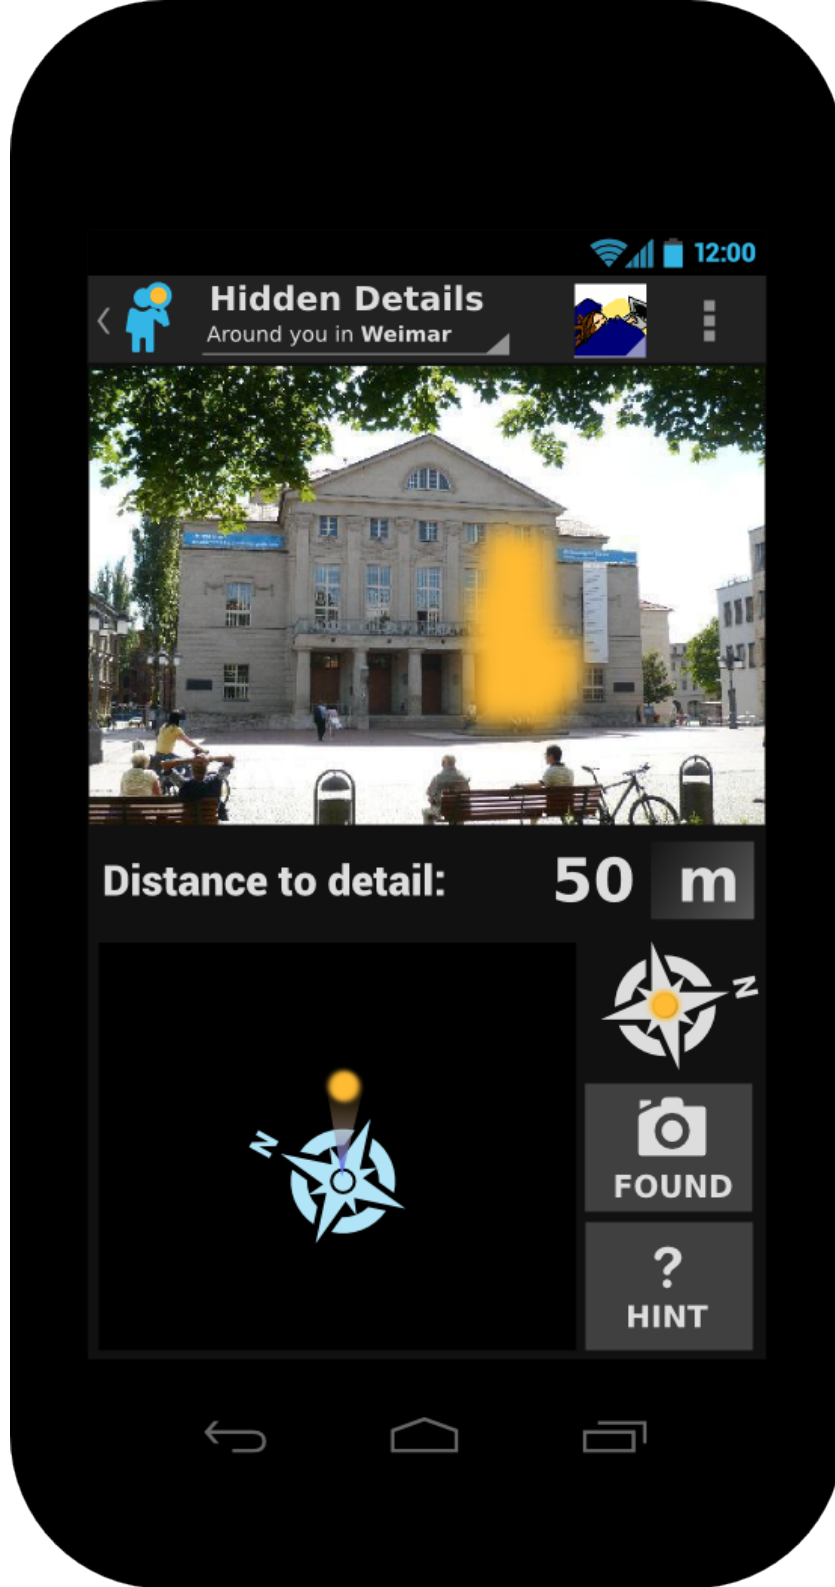 12:00
Hidden Details
Around you in Weimar
Distance to detail: 50 m
N
N
FOUND
?
HINT